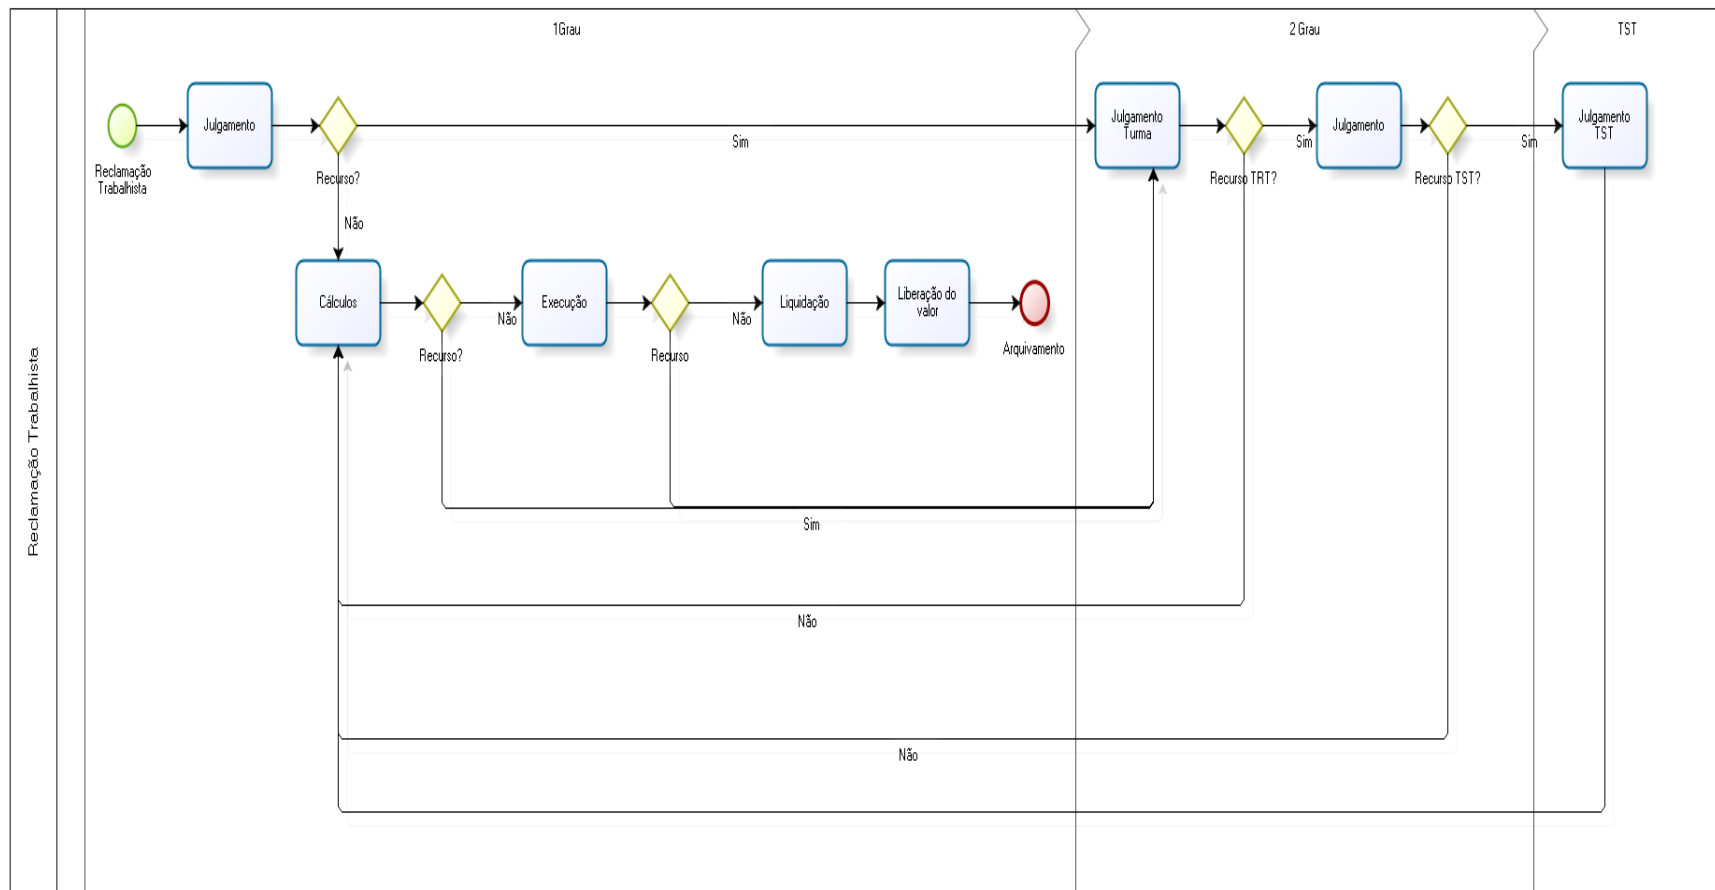 1Grau
2 Grau
TST
Reclamação Trabalhista
Reclamação
Trabalhista
Julgamento
Recurso?
Sim
Não
Julgamento
Turma
Recurso TRT?
Sim
Julgamento
Recurso TST?
Sim
Julgamento
TST
Cálculos
Recurso?
Não
Execução
Recurso
Não
Liquidação
Liberação do
valor
Arquivamento
Sim
Não
Não